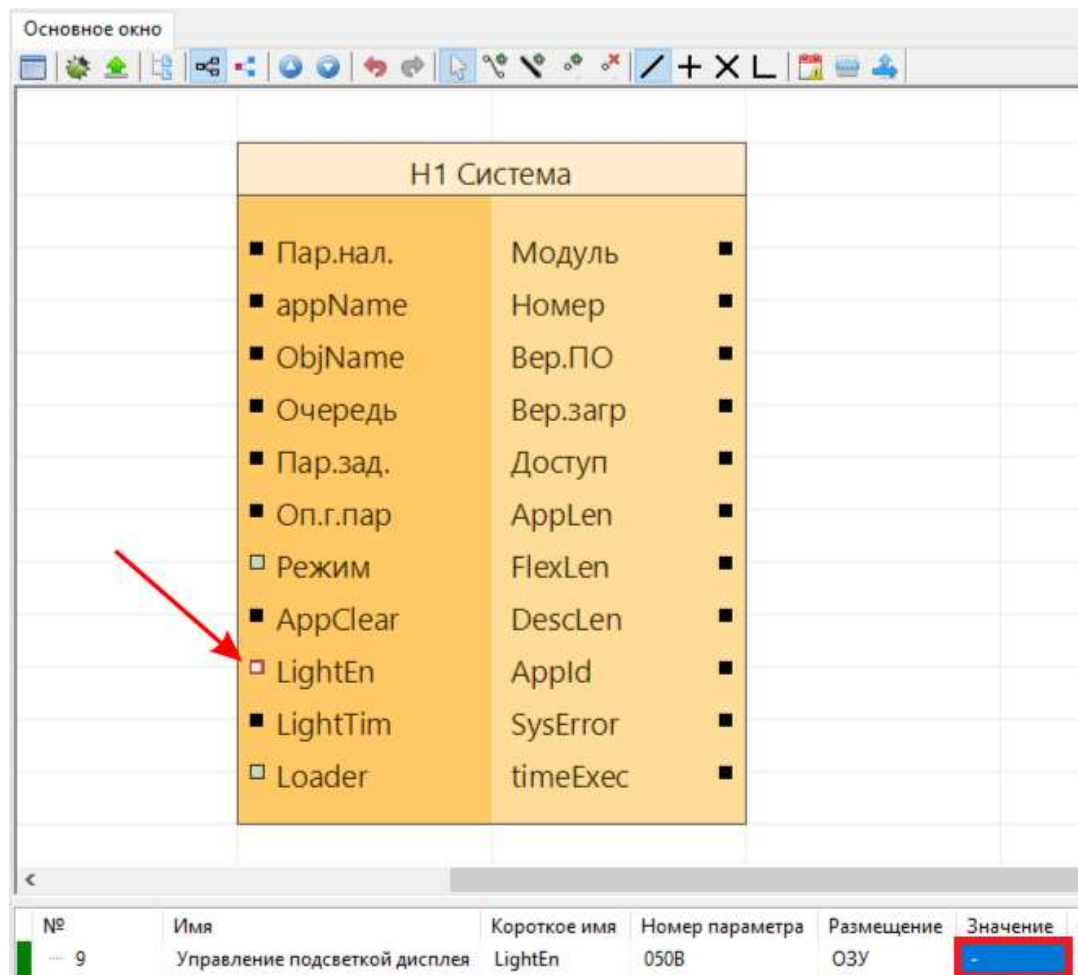 Основное окно
H1 Система
Пар.нал. Модуль
appName Номер
ObjName Вер.ПО
Очередь Вер.загр
Пар.зад. Доступ
Оп.г.пар AppLen
Режим FlexLen
AppClear DescLen
LightEn AppId
LightTim SysError
Loader timeExec
№ Имя Короткое имя Номер параметра Размещение Значение
9 Управление подсветкой дисплея LightEn 050B ОЗУ -